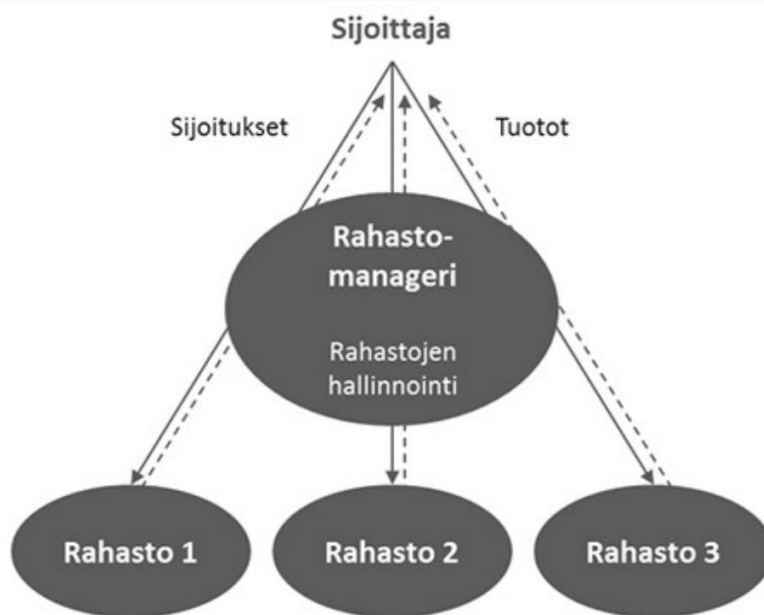 Sijoittaja
Sijoitukset
Tuotot
Rahasto-
manageri
Rahastojen
hallinnointi
Rahasto 1
Rahasto 2
Rahasto 3